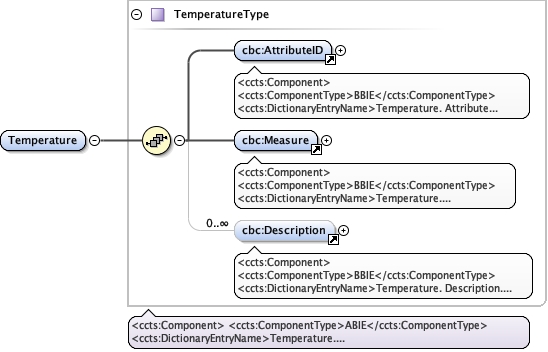 TemperatureType
cbc:AttributeID
<ccts:Component>
<ccts:ComponentType>BBIE</ccts:ComponentType>
<ccts:DictionaryEntryName>Temperature. Attribute...
Temperature
cbc:Measure
<ccts:Component>
<ccts:ComponentType>BBIE</ccts:ComponentType>
<ccts:DictionaryEntryName>Temperature....
0..∞
cbc:Description
<ccts:Component>
<ccts:ComponentType>BBIE</ccts:ComponentType>
<ccts:DictionaryEntryName>Temperature. Description....
<ccts:Component> <ccts:ComponentType>ABIE</ccts:ComponentType>
<ccts:DictionaryEntryName>Temperature....